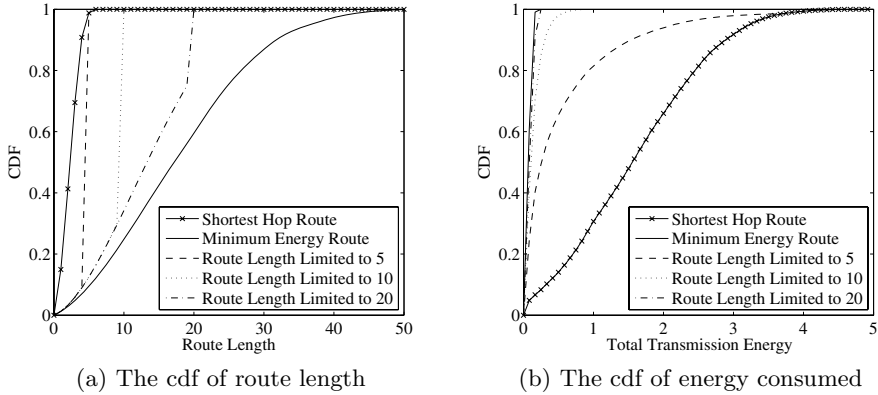 1
0.8
0.6
0.4
0.2
0
CDF
0 10 20 30 40 50
Route Length
Shortest Hop Route
Minimum Energy Route
Route Length Limited to 5
Route Length Limited to 10
Route Length Limited to 20
(a) The cdf of route length
1
0.8
0.6
0.4
0.2
0
CDF
0 1 2 3 4 5
Total Transmission Energy
Shortest Hop Route
Minimum Energy Route
Route Length Limited to 5
Route Length Limited to 10
Route Length Limited to 20
(b) The cdf of energy consumed